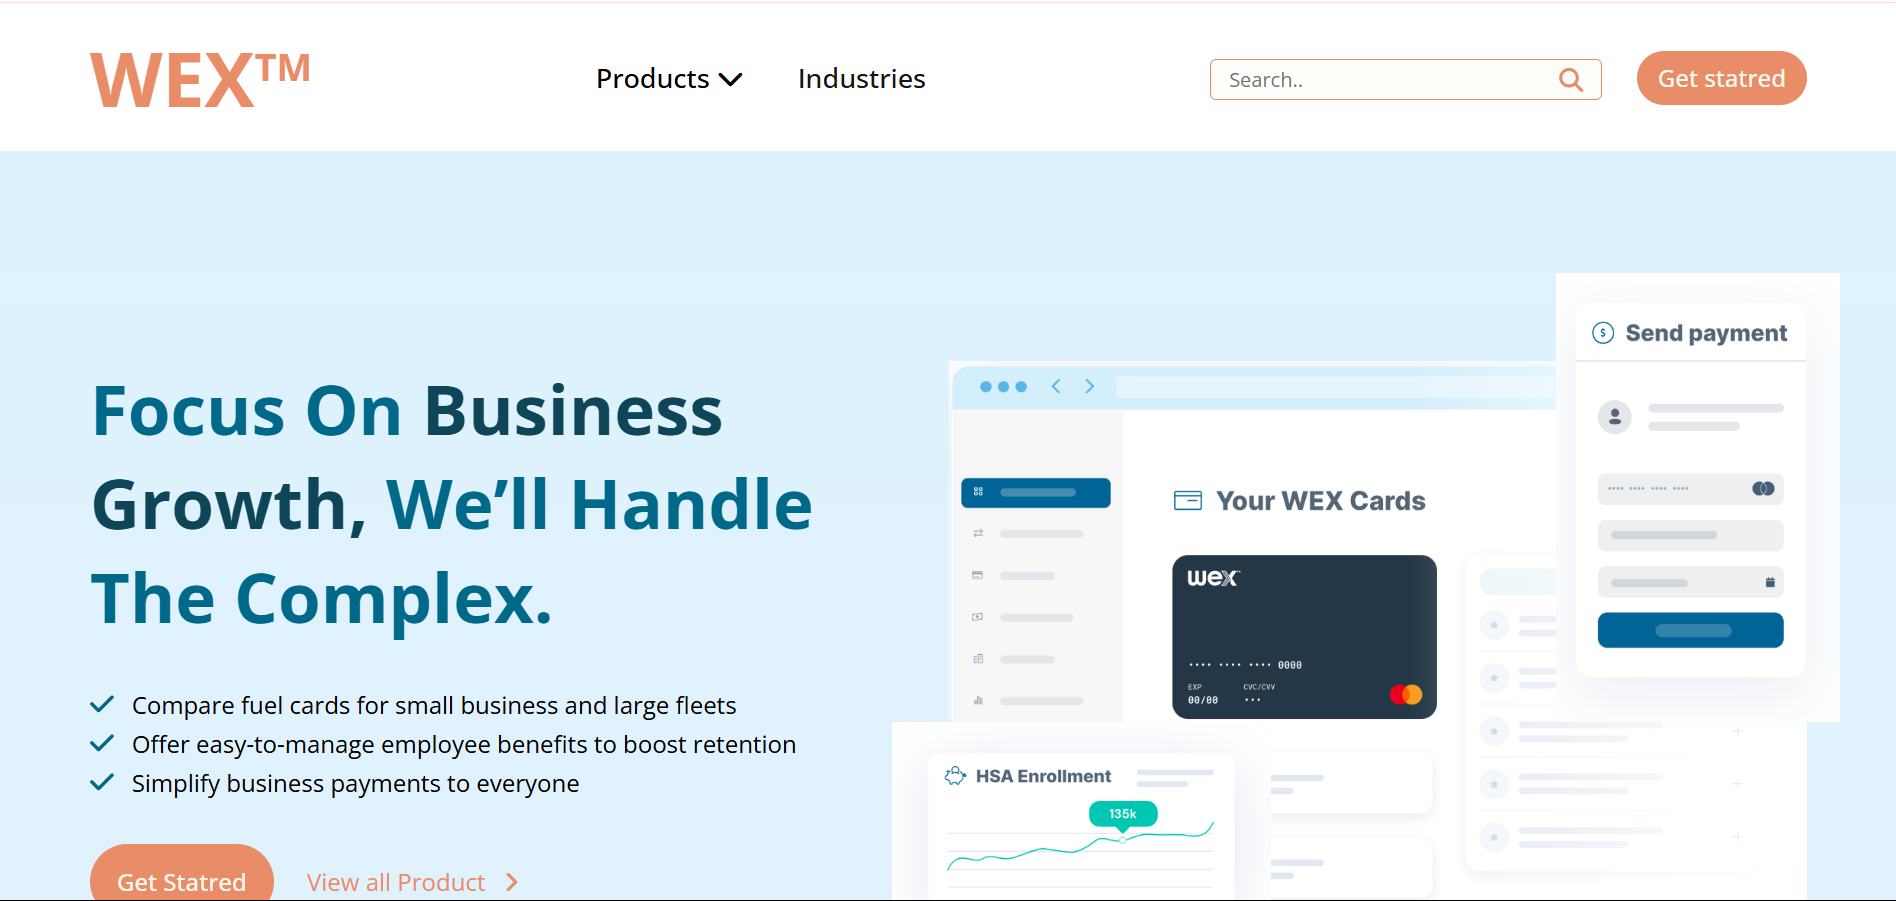 WEX™
Products
Industries
Search..
Get statred
Focus On Business
Growth, We’ll Handle
The Complex.
Compare fuel cards for small business and large fleets
Offer easy-to-manage employee benefits to boost retention
Simplify business payments to everyone
Get Statred
View all Product
Send payment
Your WEX Cards
wex
•••• •••• •••• 0000
EXP
CVC/CVV
00/00
•••
HSA Enrollment
135k